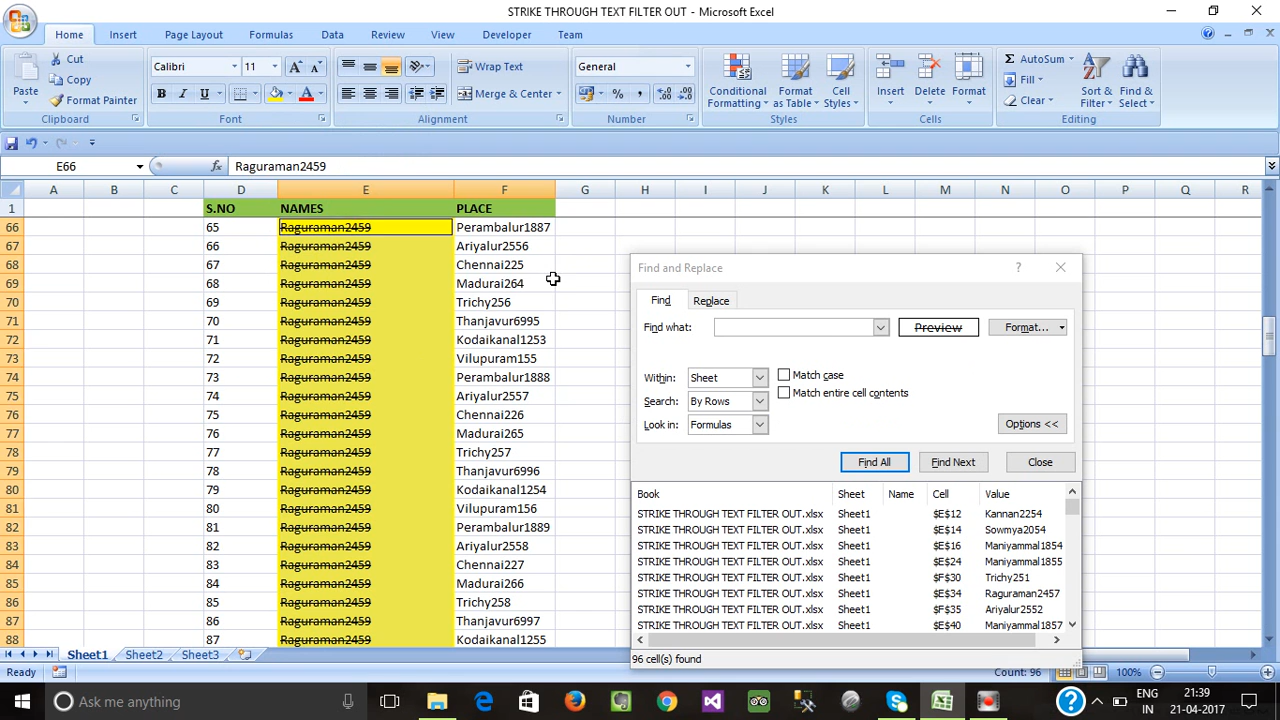 STRIKE THROUGH TEXT FILTER OUT - Microsoft Excel
Home Insert Page Layout Formulas Data Review View Developer Team
Paste Cut Copy Format Painter Clipboard
Calibri 11 A A B I U A Font
Wrap Text Merge & Center Alignment
General % , Number
Conditional Formatting Format as Table Cell Styles Styles
Insert Delete Format Cells
Σ AutoSum Fill Clear Sort & Filter Find & Select Editing
E66 fx Raguraman2459
A B C D E F G H I J K L M N O P Q R
1 S.NO NAMES PLACE
66 65 Raguraman2459 Perambalur1887
67 66 Raguraman2459 Ariyalur2556
68 67 Raguraman2459 Chennai225
69 68 Raguraman2459 Madurai264
70 69 Raguraman2459 Trichy256
71 70 Raguraman2459 Thanjavur6995
72 71 Raguraman2459 Kodaikanal1253
73 72 Raguraman2459 Vilupuram155
74 73 Raguraman2459 Perambalur1888
75 74 Raguraman2459 Ariyalur2557
76 75 Raguraman2459 Chennai226
77 76 Raguraman2459 Madurai265
78 77 Raguraman2459 Trichy257
79 78 Raguraman2459 Thanjavur6996
80 79 Raguraman2459 Kodaikanal1254
81 80 Raguraman2459 Vilupuram156
82 81 Raguraman2459 Perambalur1889
83 82 Raguraman2459 Ariyalur2558
84 83 Raguraman2459 Chennai227
85 84 Raguraman2459 Madurai266
86 85 Raguraman2459 Trichy258
87 86 Raguraman2459 Thanjavur6997
88 87 Raguraman2459 Kodaikanal1255
Find and Replace ?
Find Replace
Find what: Preview Format...
Within: Sheet Match case
Search: By Rows Match entire cell contents
Look in: Formulas Options <<
Find All Find Next Close
Book Sheet Name Cell Value
STRIKE THROUGH TEXT FILTER OUT.xlsx Sheet1 $E$12 Kannan2254
STRIKE THROUGH TEXT FILTER OUT.xlsx Sheet1 $E$14 Sowmya2054
STRIKE THROUGH TEXT FILTER OUT.xlsx Sheet1 $E$16 Maniyammal1854
STRIKE THROUGH TEXT FILTER OUT.xlsx Sheet1 $E$24 Maniyammal1855
STRIKE THROUGH TEXT FILTER OUT.xlsx Sheet1 $F$30 Trichy251
STRIKE THROUGH TEXT FILTER OUT.xlsx Sheet1 $E$34 Raguraman2457
STRIKE THROUGH TEXT FILTER OUT.xlsx Sheet1 $F$35 Ariyalur2552
STRIKE THROUGH TEXT FILTER OUT.xlsx Sheet1 $E$40 Maniyammal1857
96 cell(s) found
Sheet1 Sheet2 Sheet3
Ready Count: 96 100%
Ask me anything ENG IN 21:39 21-04-2017